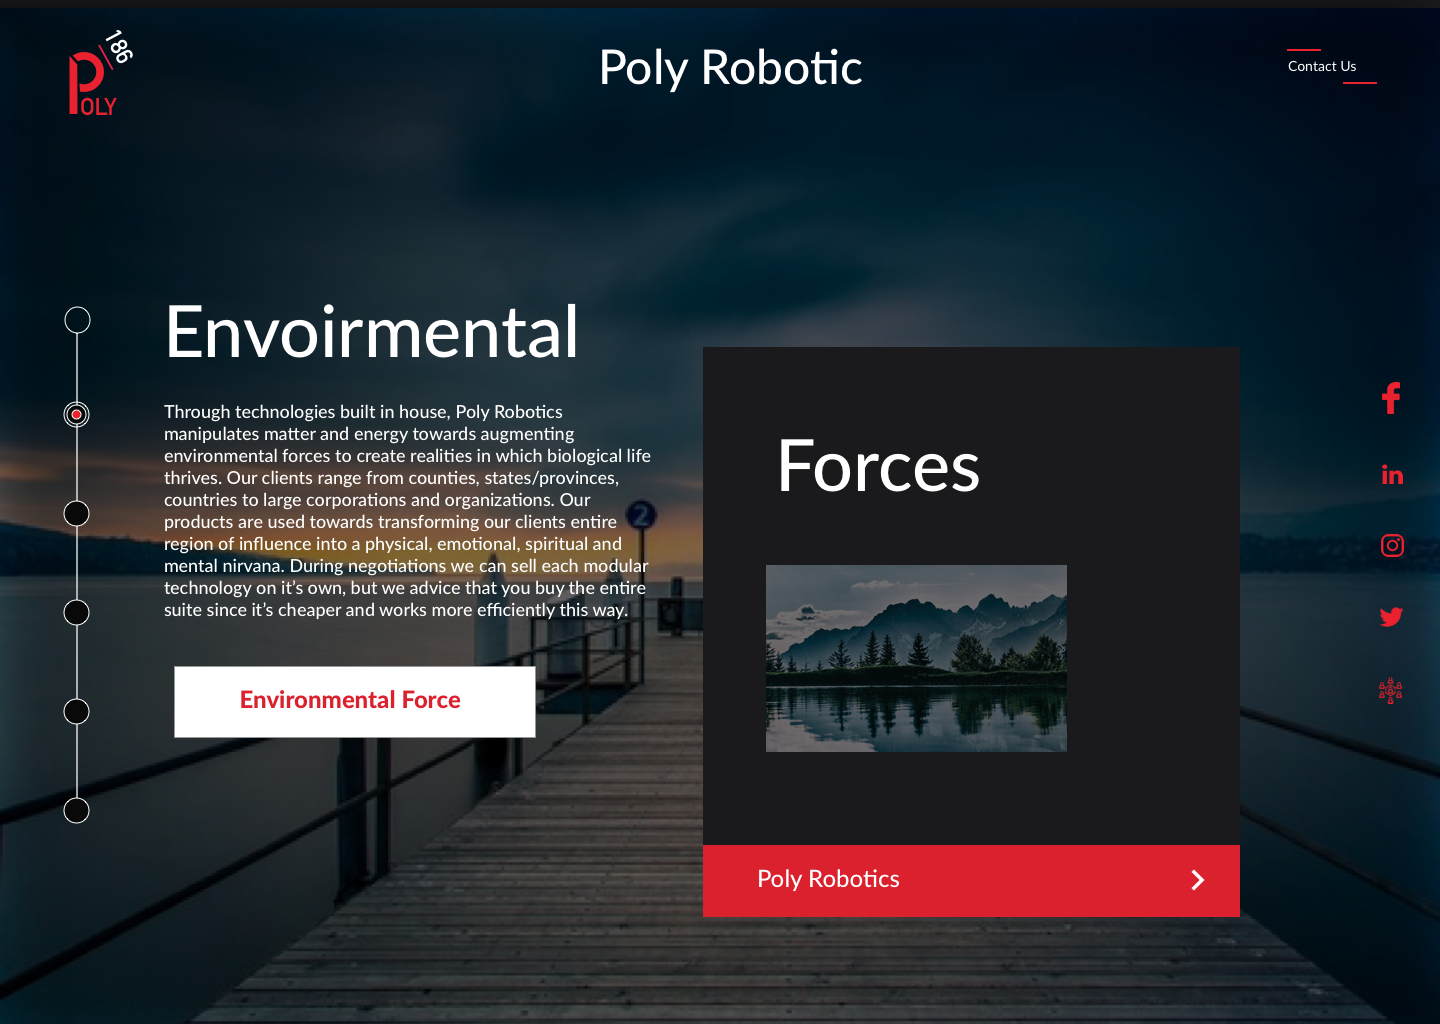 186
POLY
Poly Robotic
Contact Us
Envoirmental
Through technologies built in house, Poly Robotics
manipulates matter and energy towards augmenting
environmental forces to create realities in which biological life
thrives. Our clients range from counties, states/provinces,
countries to large corporations and organizations. Our
products are used towards transforming our clients entire
region of influence into a physical, emotional, spiritual and
mental nirvana. During negotiations we can sell each modular
technology on it’s own, but we advice that you buy the entire
suite since it’s cheaper and works more efficiently this way.
2
Environmental Force
Forces
Poly Robotics
f
in